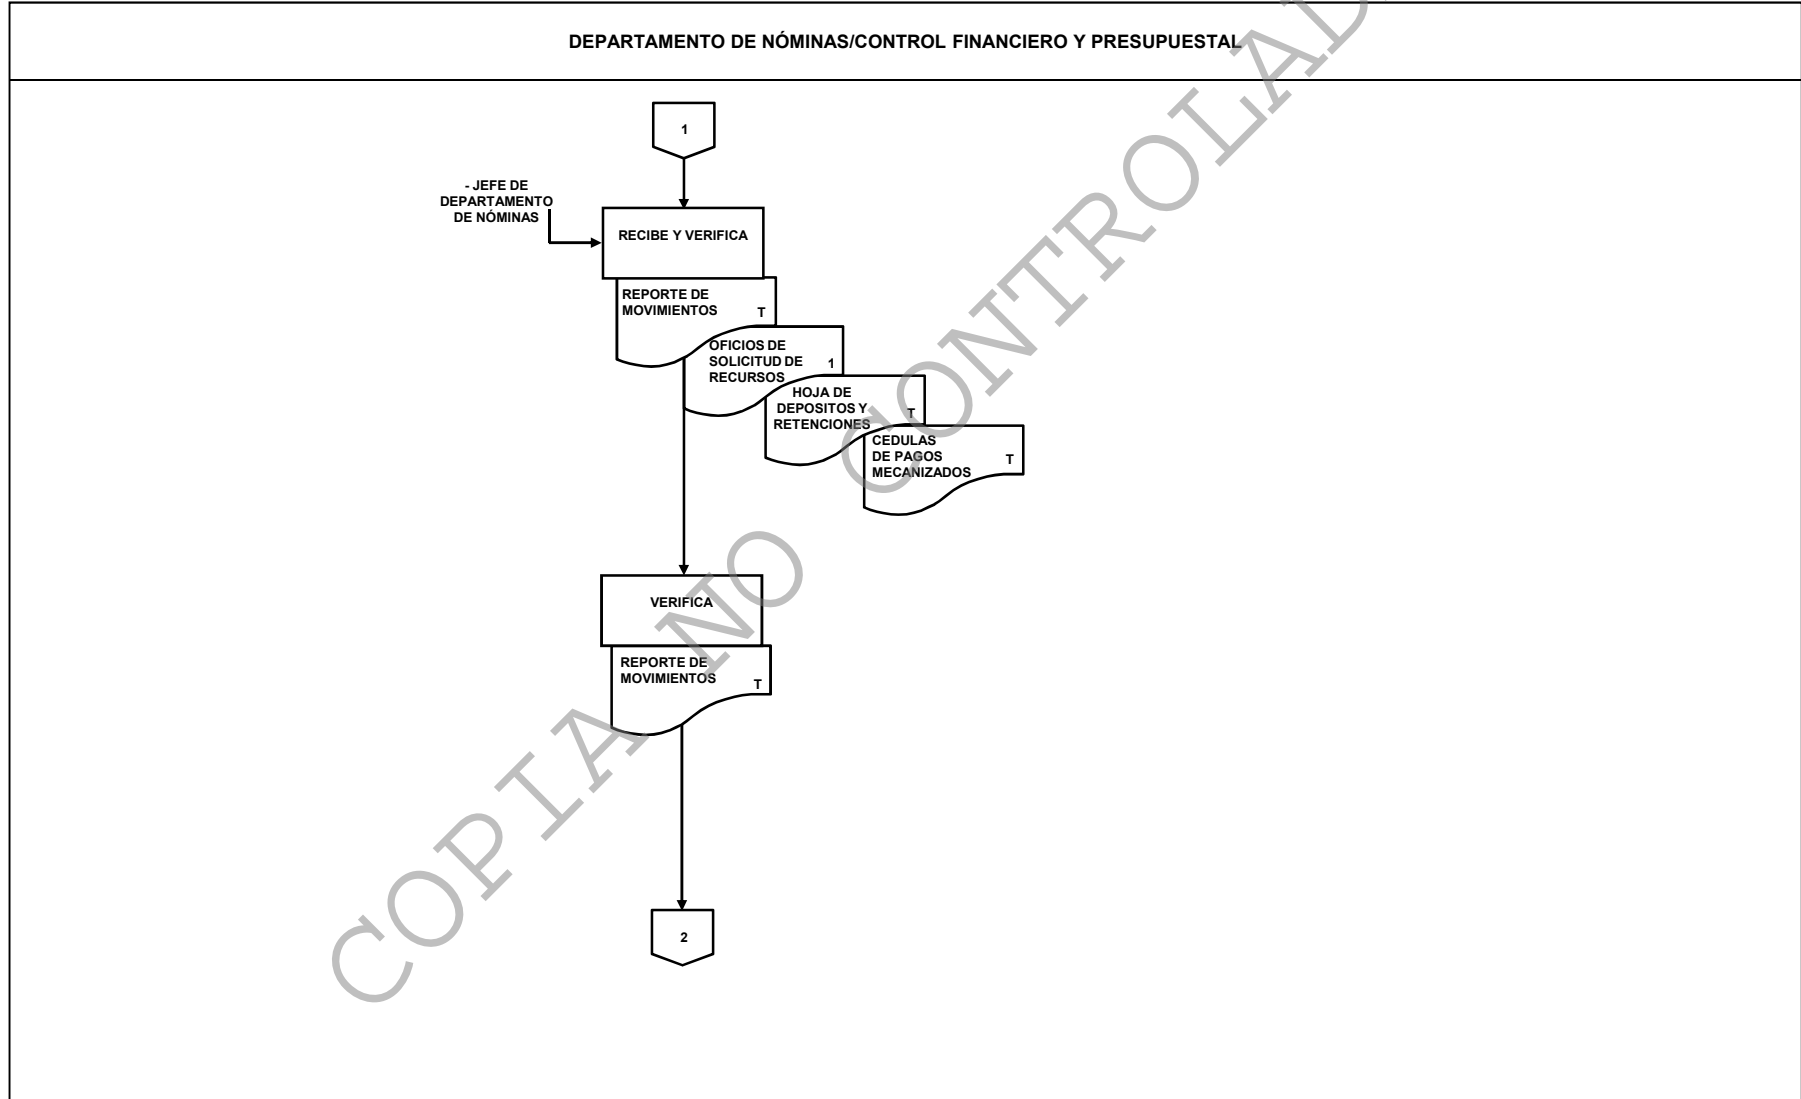 DEPARTAMENTO DE NÓMINAS/CONTROL FINANCIERO Y PRESUPUESTAL
1
- JEFE DE
DEPARTAMENTO
DE NÓMINAS
RECIBE Y VERIFICA
REPORTE DE
MOVIMIENTOS
T
OFICIOS DE
SOLICITUD DE
RECURSOS
1
HOJA DE
DEPOSITOS Y
RETENCIONES
T
CEDULAS
DE PAGOS
MECANIZADOS
T
VERIFICA
REPORTE DE
MOVIMIENTOS
T
2
COPIA NO CONTROLAD